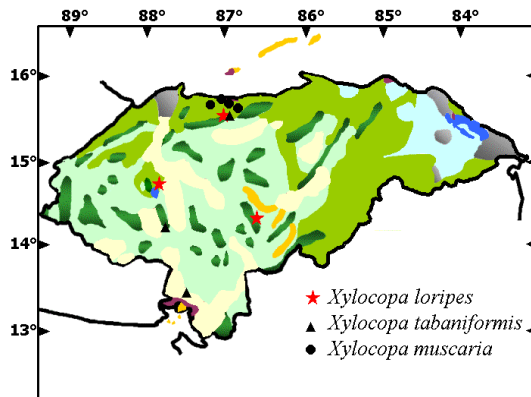 89° 88° 87° 86° 85° 84°
16°
15°
14°
13°
Xylocopa loripes
Xylocopa tabaniformis
Xylocopa muscaria